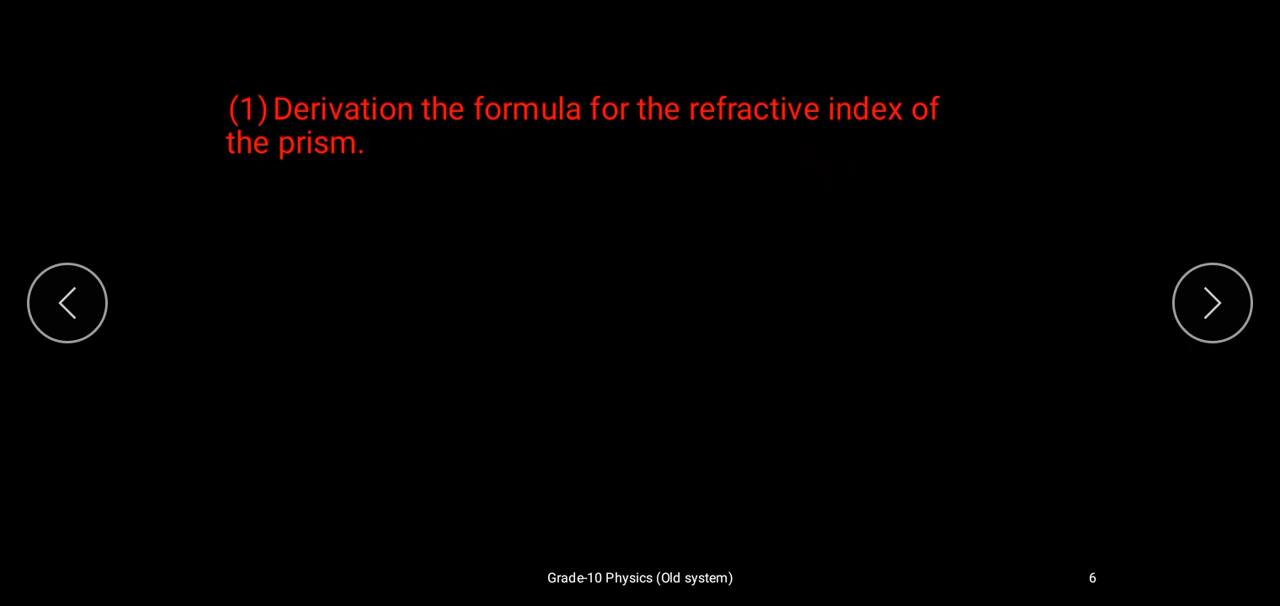 (1) Derivation the formula for the refractive index of
the prism.
Grade-10 Physics (Old system)
6